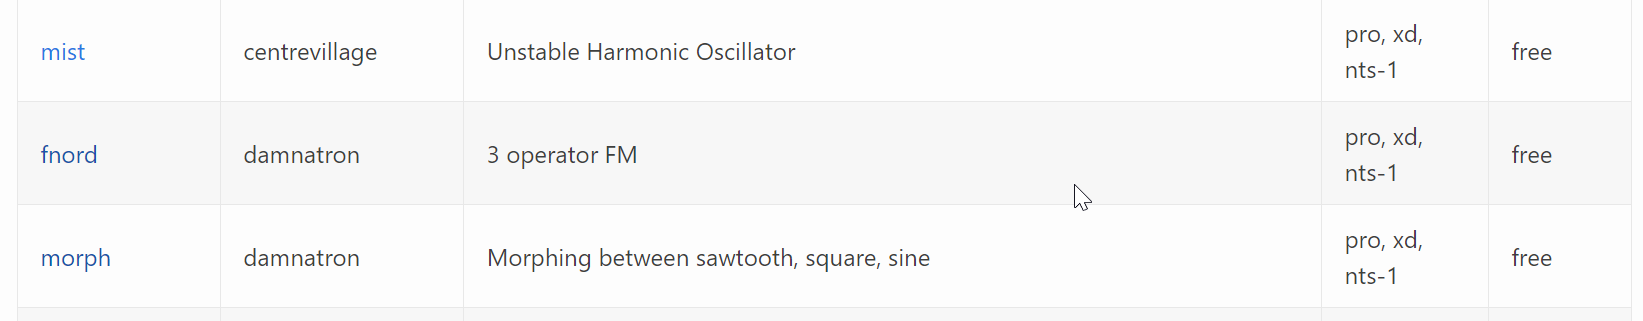 mist centrevillage Unstable Harmonic Oscillator pro, xd,
nts-1 free
fnord damnatron 3 operator FM pro, xd,
nts-1 free
morph damnatron Morphing between sawtooth, square, sine pro, xd,
nts-1 free